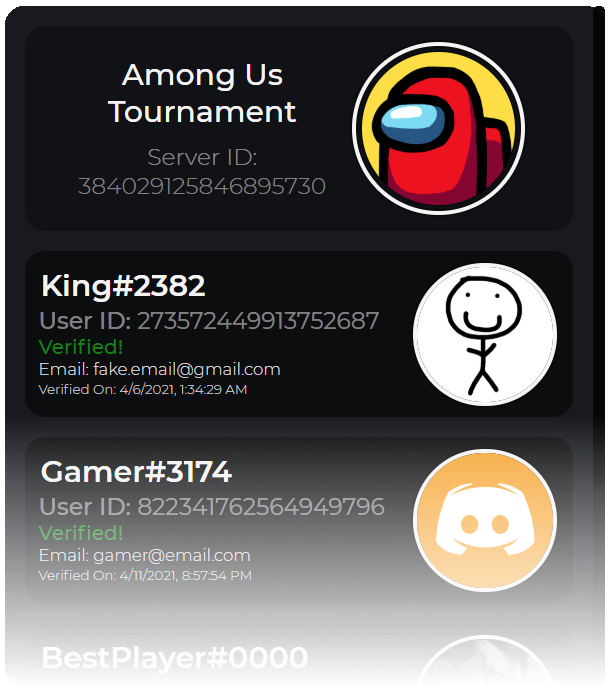 Among Us
Tournament
Server ID:
384029125846895730
King#2382
User ID: 273572449913752687
Verified!
Email: fake.email@gmail.com
Verified On: 4/6/2021, 1:34:29 AM
Gamer#3174
User ID: 822341762564949796
Verified!
Email: gamer@email.com
Verified On: 4/11/2021, 8:57:54 PM
BestPlayer#0000